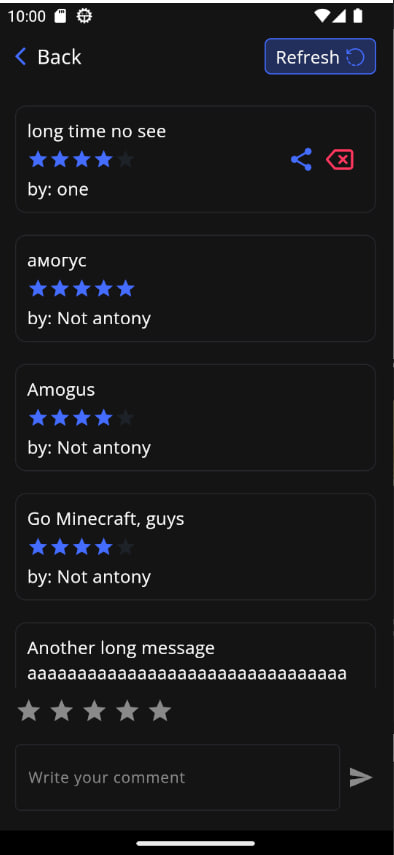 10:00
Back
Refresh
long time no see
by: one
амогус
by: Not antony
Amogus
by: Not antony
Go Minecraft, guys
by: Not antony
Another long message
aaaaaaaaaaaaaaaaaaaaaaaaaaaaaaaa
Write your comment